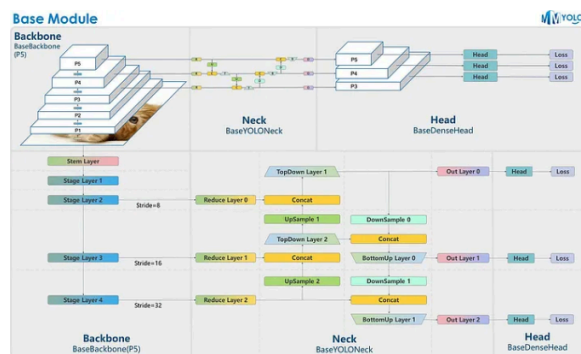 Base Module
MMYOLO
Backbone
BaseBackbone
(P5)
P5
P4
P3
P2
P1
Neck
BaseYOLONeck
P5
P4
P3
Head
Head
Head
Loss
Loss
Loss
Head
BaseDenseHead
Stem Layer
Stage Layer 1
Stage Layer 2
Stride=8
Reduce Layer 0
TopDown Layer 1
Concat
Out Layer 0
Head
Loss
UpSample 1
DownSample 0
TopDown Layer 2
Concat
Stage Layer 3
Stride=16
Reduce Layer 1
Concat
BottomUp Layer 0
Out Layer 1
Head
Loss
UpSample 2
DownSample 1
Stage Layer 4
Stride=32
Reduce Layer 2
Concat
BottomUp Layer 1
Out Layer 2
Head
Loss
Backbone
BaseBackbone(P5)
Neck
BaseYOLONeck
Head
BaseDenseHead